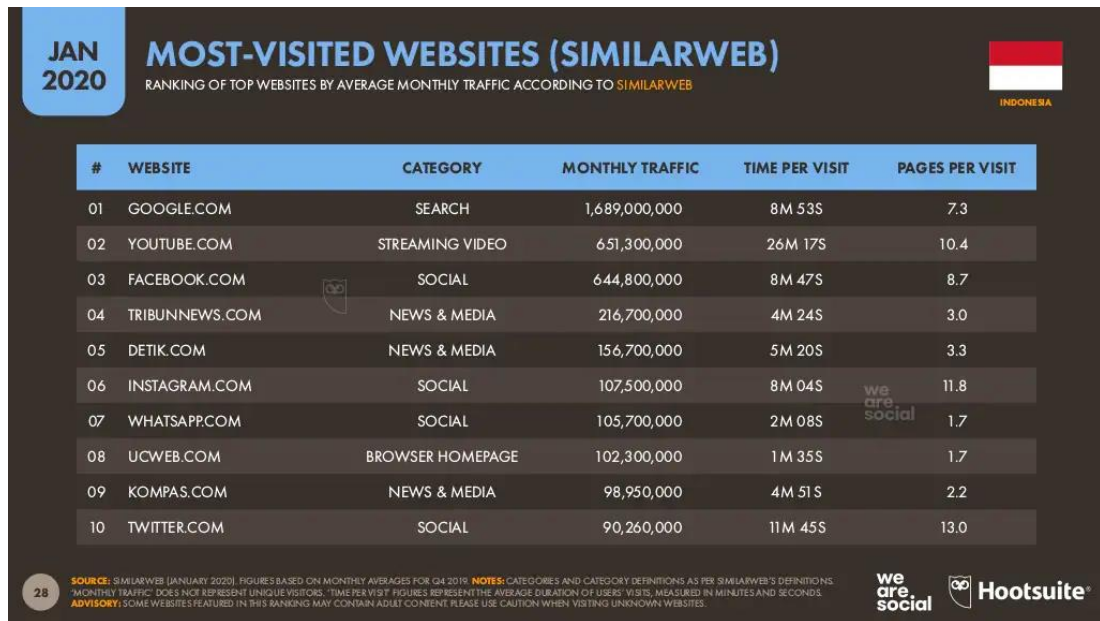 JAN
2020
MOST-VISITED WEBSITES (SIMILARWEB)
RANKING OF TOP WEBSITES BY AVERAGE MONTHLY TRAFFIC ACCORDING TO SIMILARWEB
INDONESIA
# WEBSITE CATEGORY MONTHLY TRAFFIC TIME PER VISIT PAGES PER VISIT
01 GOOGLE.COM SEARCH 1,689,000,000 8M 53S 7.3
02 YOUTUBE.COM STREAMING VIDEO 651,300,000 26M 17S 10.4
03 FACEBOOK.COM SOCIAL 644,800,000 8M 47S 8.7
04 TRIBUNNEWS.COM NEWS & MEDIA 216,700,000 4M 24S 3.0
05 DETIK.COM NEWS & MEDIA 156,700,000 5M 20S 3.3
06 INSTAGRAM.COM SOCIAL 107,500,000 8M 04S 11.8
07 WHATSAPP.COM SOCIAL 105,700,000 2M 08S 1.7
08 UCWEB.COM BROWSER HOMEPAGE 102,300,000 1M 35S 1.7
09 KOMPAS.COM NEWS & MEDIA 98,950,000 4M 51S 2.2
10 TWITTER.COM SOCIAL 90,260,000 11M 45S 13.0
we
are.
social
28
SOURCE: SIMILARWEB (JANUARY 2020). FIGURES BASED ON MONTHLY AVERAGES FOR Q4 2019. NOTES: CATEGORIES AND CATEGORY DEFINITIONS AS PER SIMILARWEB'S DEFINITIONS.
'MONTHLY TRAFFIC' DOES NOT REPRESENT UNIQUE VISITORS. 'TIME PER VISIT' FIGURES REPRESENT THE AVERAGE DURATION OF USERS' VISITS, MEASURED IN MINUTES AND SECONDS.
ADVISORY: SOME WEBSITES FEATURED IN THIS RANKING MAY CONTAIN ADULT CONTENT. PLEASE USE CAUTION WHEN VISITING UNKNOWN WEBSITES.
we
are.
social
Hootsuite®